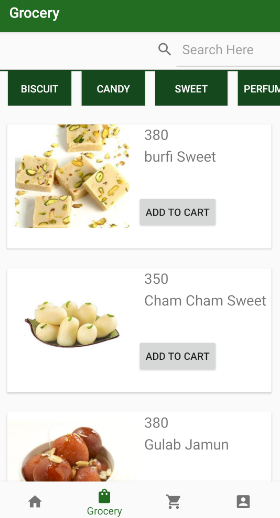 Grocery
Search Here
BISCUIT CANDY SWEET PERFUM
380
burfi Sweet
ADD TO CART
350
Cham Cham Sweet
ADD TO CART
380
Gulab Jamun
Grocery